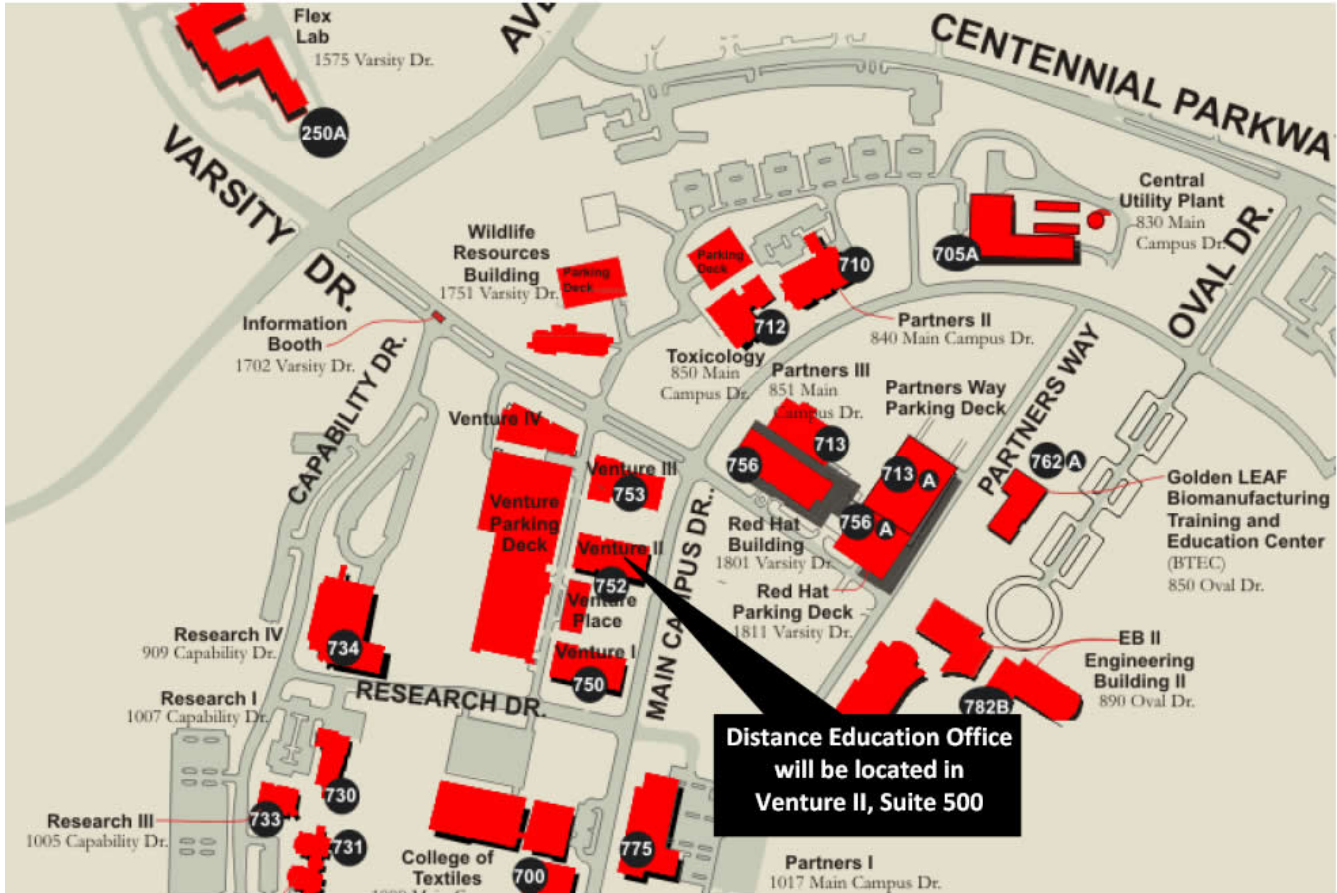 Flex
Lab
1575 Varsity Dr.
250A
AVE
CENTENNIAL PARKWA
VARSITY
DR.
Central
Utility Plant
830 Main
Campus Dr.
705A
OVAL DR.
Wildlife
Resources
Building
1751 Varsity Dr.
Parking
Deck
Parking
Deck
710
712
Partners II
840 Main Campus Dr.
Information
Booth
1702 Varsity Dr.
Toxicology
850 Main
Campus Dr.
Partners III
851 Main
Campus Dr.
713
Partners Way
Parking Deck
713 A
PARTNERS WAY
762 A
Golden LEAF
Biomanufacturing
Training and
Education Center
(BTEC)
850 Oval Dr.
CAPABILITY DR.
Venture IV
Venture
Parking
Deck
Venture III
753
756
756 A
Red Hat
Building
1801 Varsity Dr.
Venture II
752
Venture
Place
Red Hat
Parking Deck
1811 Varsity Dr.
Venture I
750
MAIN CAMPUS DR..
Research IV
909 Capability Dr.
734
RESEARCH DR.
EB II
Engineering
Building II
890 Oval Dr.
782B
Research I
1007 Capability Dr.
730
Distance Education Office
will be located in
Venture II, Suite 500
Research III
1005 Capability Dr.
733
731
College of
Textiles
700
775
Partners I
1017 Main Campus Dr.